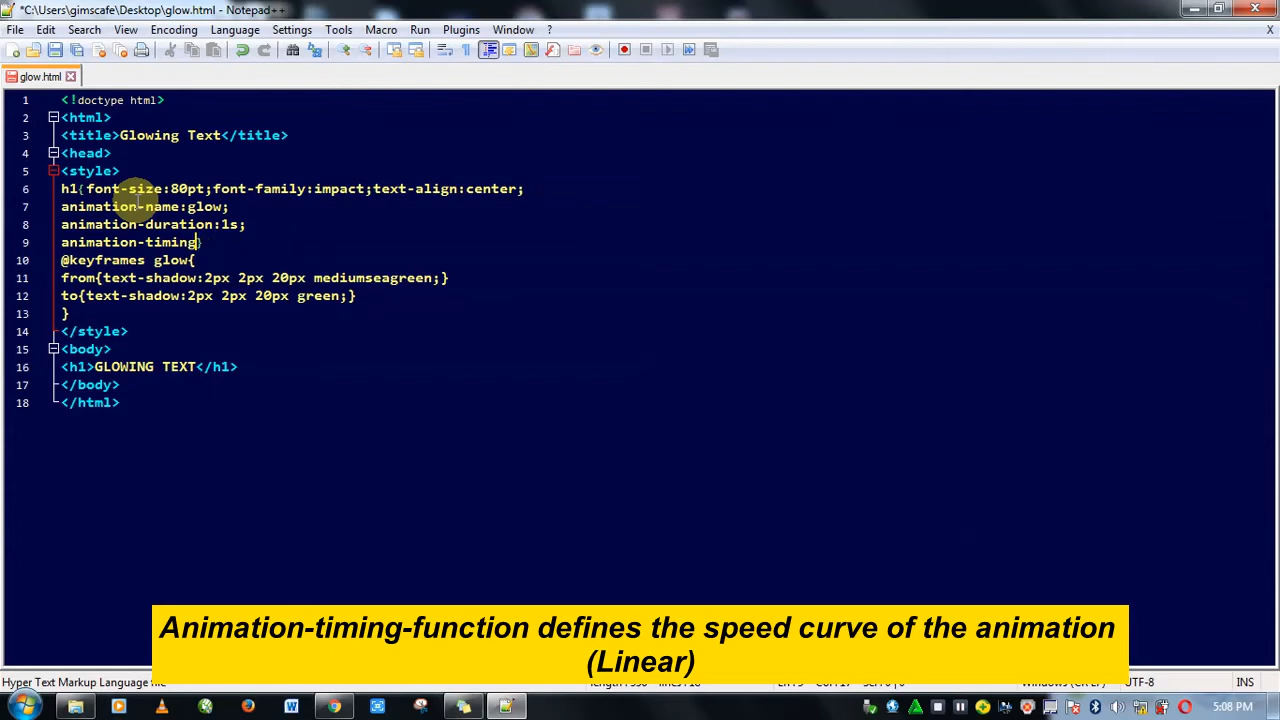 *C:\Users\gimscafe\Desktop\glow.html - Notepad++
File Edit Search View Encoding Language Settings Tools Macro Run Plugins Window ? X
glow.html
1 <!doctype html>
2 <html>
3 <title>Glowing Text</title>
4 <head>
5 <style>
6 h1{font-size:80pt;font-family:impact;text-align:center;
7 animation-name:glow;
8 animation-duration:1s;
9 animation-timing}
10 @keyframes glow{
11 from{text-shadow:2px 2px 20px mediumseagreen;}
12 to{text-shadow:2px 2px 20px green;}
13 }
14 </style>
15 <body>
16 <h1>GLOWING TEXT</h1>
17 </body>
18 </html>
Animation-timing-function defines the speed curve of the animation
(Linear)
Hyper Text Markup Language UTF-8 INS
5:08 PM